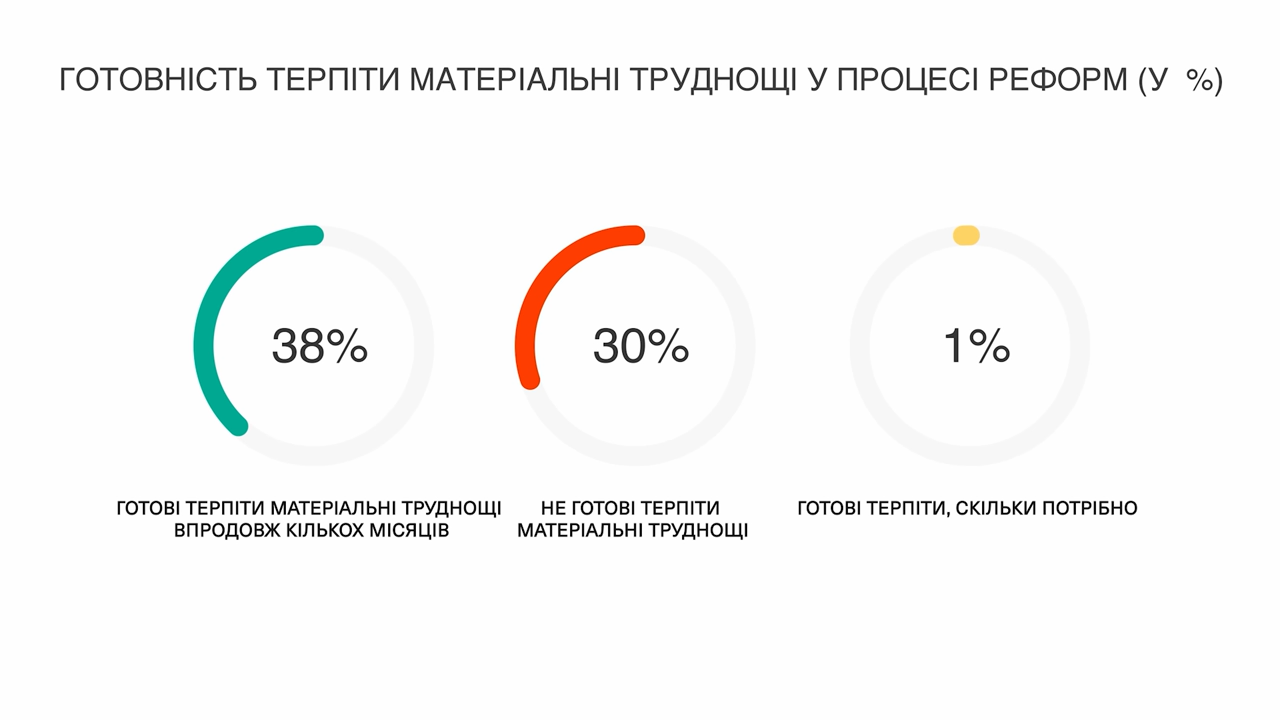 ГОТОВНІСТЬ ТЕРПІТИ МАТЕРІАЛЬНІ ТРУДНОЩІ У ПРОЦЕСІ РЕФОРМ (У %)
38%
30%
1%
ГОТОВІ ТЕРПІТИ МАТЕРІАЛЬНІ ТРУДНОЩІ
ВПРОДОВЖ КІЛЬКОХ МІСЯЦІВ
НЕ ГОТОВІ ТЕРПІТИ
МАТЕРІАЛЬНІ ТРУДНОЩІ
ГОТОВІ ТЕРПІТИ, СКІЛЬКИ ПОТРІБНО